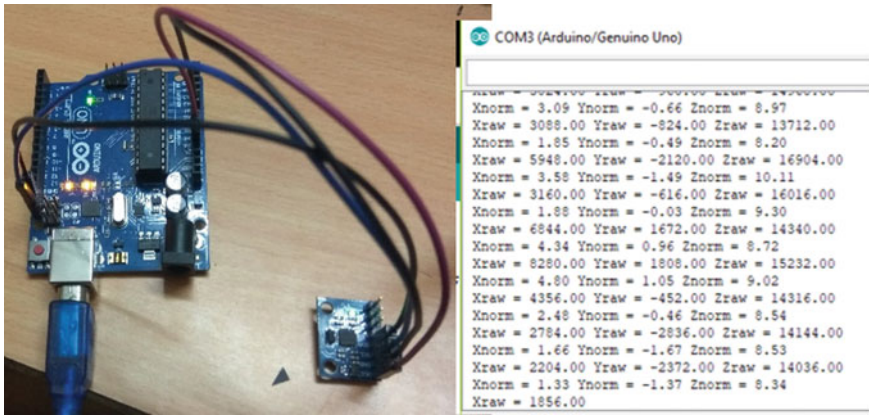 COM3 (Arduino/Genuino Uno)
Xnorm = 3.09 Ynorm = -0.66 Znorm = 8.97
Xraw = 3088.00 Yraw = -824.00 Zraw = 13712.00
Xnorm = 1.85 Ynorm = -0.49 Znorm = 8.20
Xraw = 5948.00 Yraw = -2120.00 Zraw = 16904.00
Xnorm = 3.58 Ynorm = -1.49 Znorm = 10.11
Xraw = 3160.00 Yraw = -616.00 Zraw = 16016.00
Xnorm = 1.88 Ynorm = -0.03 Znorm = 9.30
Xraw = 6844.00 Yraw = 1672.00 Zraw = 14340.00
Xnorm = 4.34 Ynorm = 0.96 Znorm = 8.72
Xraw = 8280.00 Yraw = 1808.00 Zraw = 15232.00
Xnorm = 4.80 Ynorm = 1.05 Znorm = 9.02
Xraw = 4356.00 Yraw = -452.00 Zraw = 14316.00
Xnorm = 2.48 Ynorm = -0.46 Znorm = 8.54
Xraw = 2784.00 Yraw = -2836.00 Zraw = 14144.00
Xnorm = 1.66 Ynorm = -1.67 Znorm = 8.53
Xraw = 2204.00 Yraw = -2372.00 Zraw = 14036.00
Xnorm = 1.33 Ynorm = -1.37 Znorm = 8.34
Xraw = 1856.00